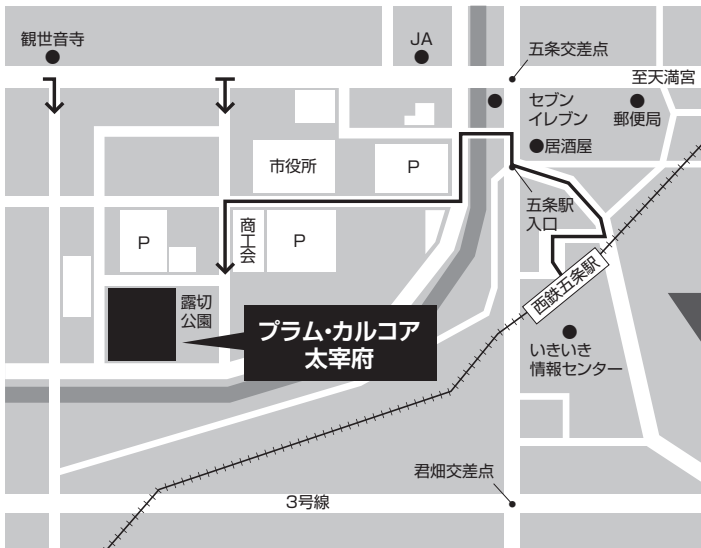 観世音寺
JA
五条交差点
至天満宮
セブン
イレブン
郵便局
居酒屋
市役所
P
五条駅
入口
商工会
P
P
西鉄五条駅
露切
公園
プラム・カルコア
太宰府
いきいき
情報センター
君畑交差点
3号線